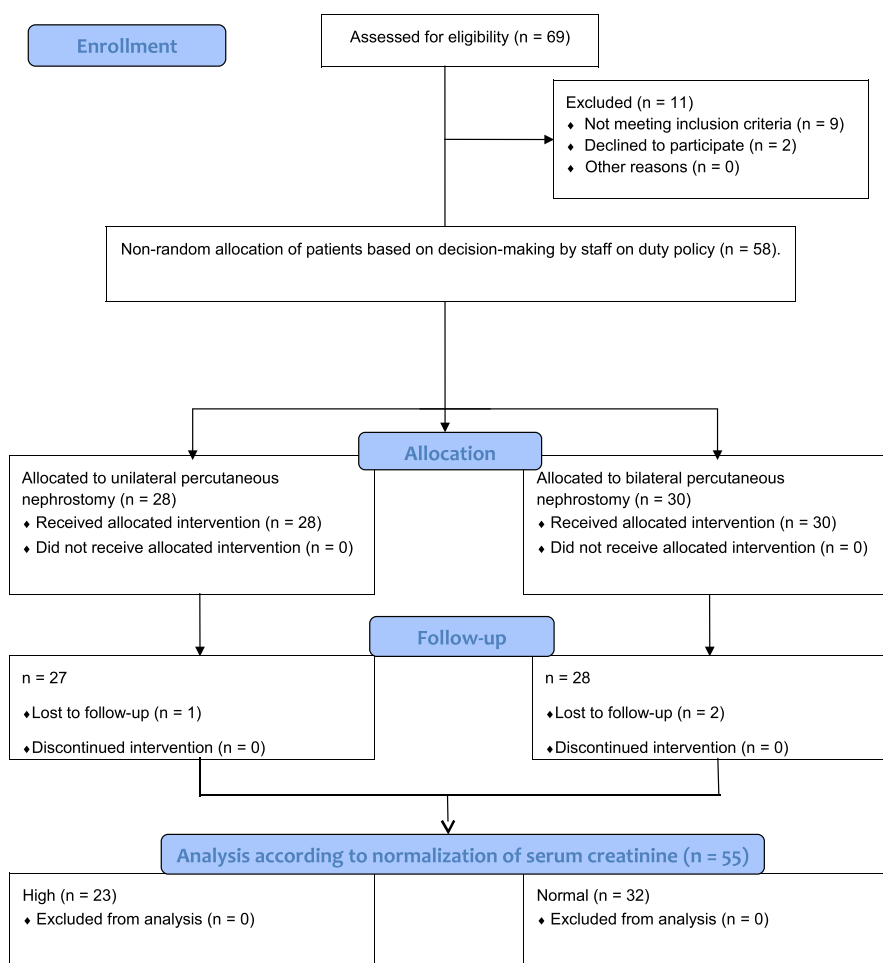 Enrollment
Assessed for eligibility (n = 69)
Excluded (n = 11)
♦ Not meeting inclusion criteria (n = 9)
♦ Declined to participate (n = 2)
♦ Other reasons (n = 0)
Non-random allocation of patients based on decision-making by staff on duty policy (n = 58).
Allocation
Allocated to unilateral percutaneous
nephrostomy (n = 28)
♦ Received allocated intervention (n = 28)
♦ Did not receive allocated intervention (n = 0)
Allocated to bilateral percutaneous
nephrostomy (n = 30)
♦ Received allocated intervention (n = 30)
♦ Did not receive allocated intervention (n = 0)
Follow-up
n = 27
♦Lost to follow-up (n = 1)
♦Discontinued intervention (n = 0)
n = 28
♦Lost to follow-up (n = 2)
♦Discontinued intervention (n = 0)
Analysis according to normalization of serum creatinine (n = 55)
High (n = 23)
♦ Excluded from analysis (n = 0)
Normal (n = 32)
♦ Excluded from analysis (n = 0)